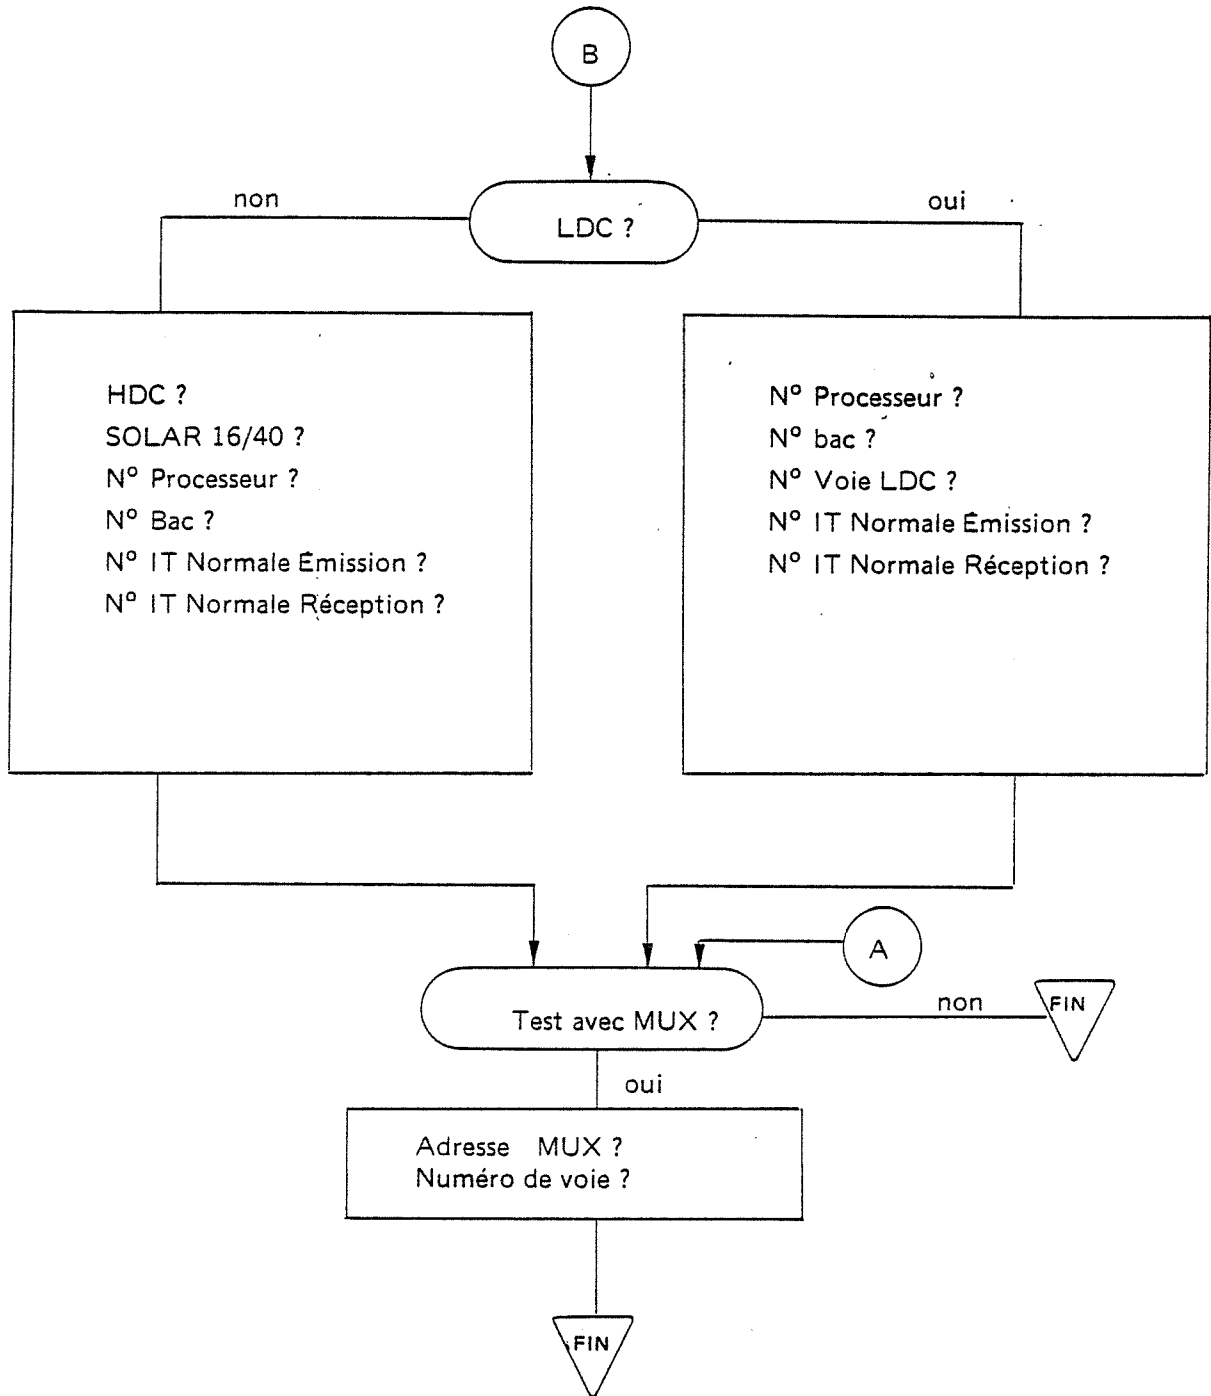 B
non
oui
LDC ?
HDC ?
SOLAR 16/40 ?
N° Processeur ?
N° Bac ?
N° IT Normale Émission ?
N° IT Normale Réception ?
N° Processeur ?
N° bac ?
N° Voie LDC ?
N° IT Normale Émission ?
N° IT Normale Réception ?
A
Test avec MUX ?
non
FIN
oui
Adresse MUX ?
Numéro de voie ?
FIN